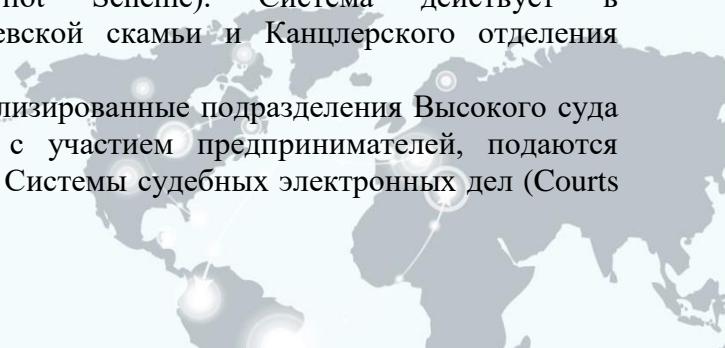 Scheme). Система действует в
евской скамьи и Канцлерского отделения
лизированные подразделения Высокого суда
с участием предпринимателей, подаются
Системы судебных электронных дел (Courts